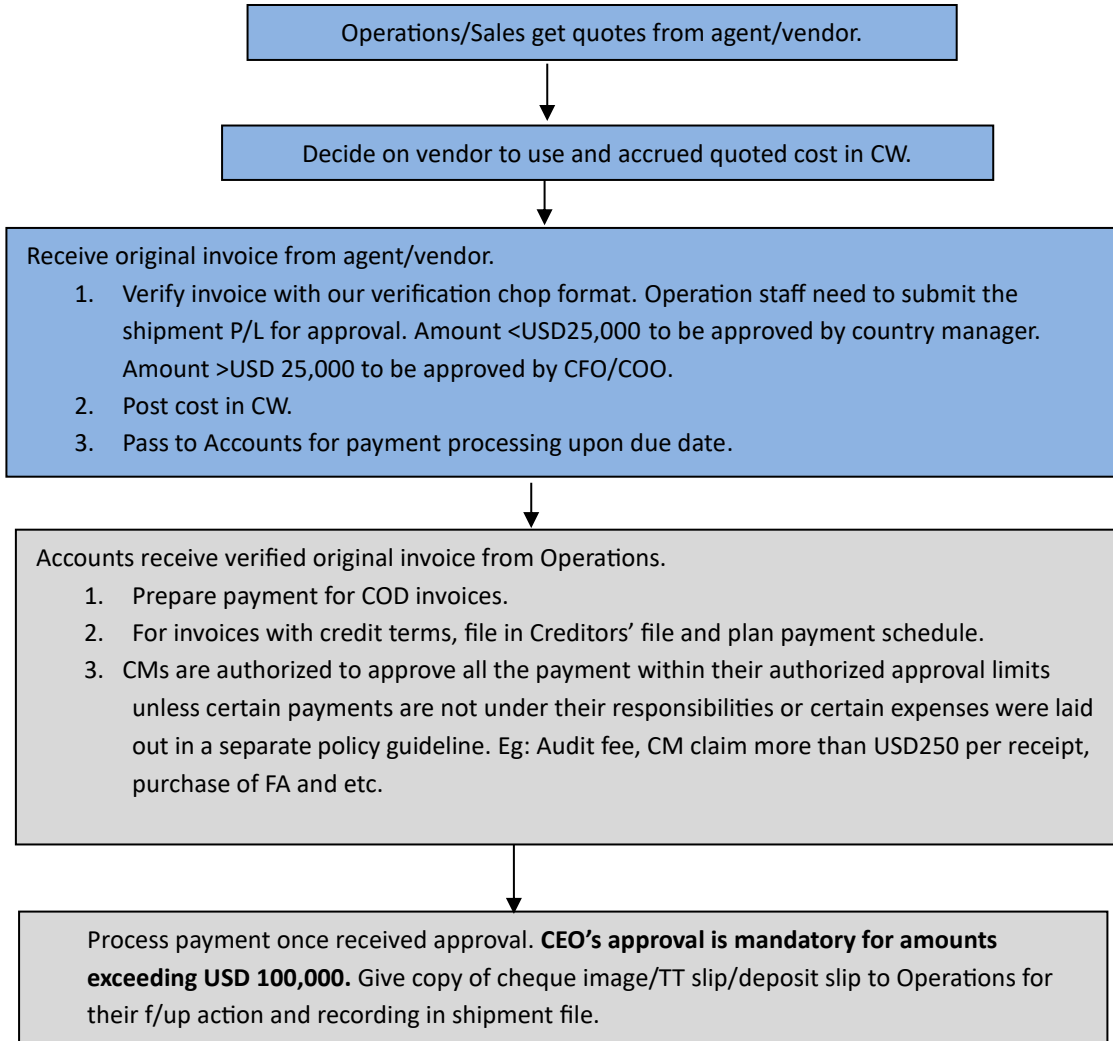 Operations/Sales get quotes from agent/vendor.
Decide on vendor to use and accrued quoted cost in CW.
Receive original invoice from agent/vendor.
1. Verify invoice with our verification chop format. Operation staff need to submit the
shipment P/L for approval. Amount <USD25,000 to be approved by country manager.
Amount >USD 25,000 to be approved by CFO/COO.
2. Post cost in CW.
3. Pass to Accounts for payment processing upon due date.
Accounts receive verified original invoice from Operations.
1. Prepare payment for COD invoices.
2. For invoices with credit terms, file in Creditors’ file and plan payment schedule.
3. CMs are authorized to approve all the payment within their authorized approval limits
unless certain payments are not under their responsibilities or certain expenses were laid
out in a separate policy guideline. Eg: Audit fee, CM claim more than USD250 per receipt,
purchase of FA and etc.
Process payment once received approval. CEO’s approval is mandatory for amounts
exceeding USD 100,000. Give copy of cheque image/TT slip/deposit slip to Operations for
their f/up action and recording in shipment file.